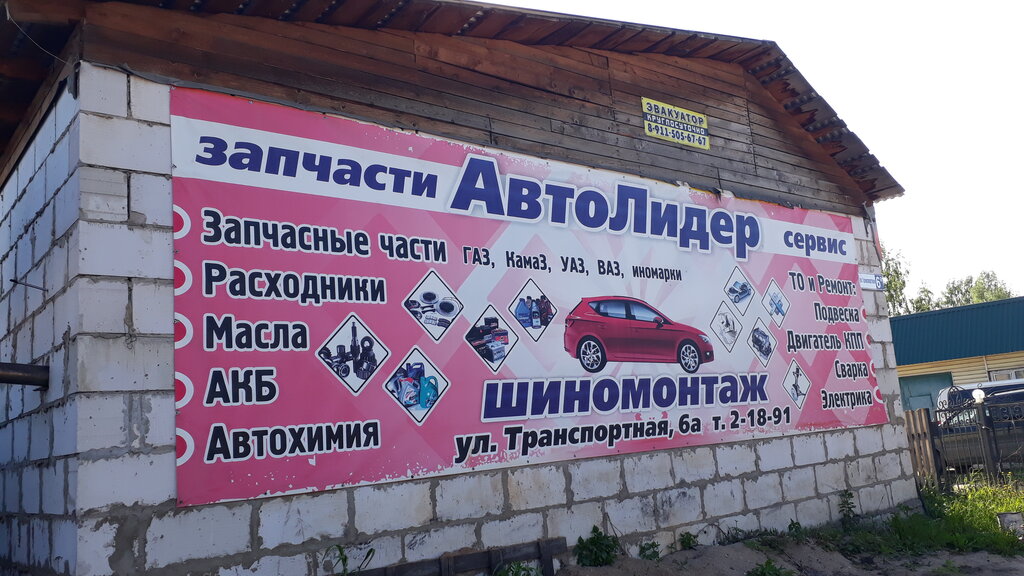 ЭВАКУАТОР
КРУГЛОСУТОЧНО
8-911-505-67-67
запчасти АвтоЛидер сервис
Запчасные части ГАЗ, КамаЗ, УАЗ, ВАЗ, иномарки
Расходники
Масла
АКБ
Автохимия
ТО и Ремонт
Подвеска
Двигатель КПП
Сварка
Электрика
шиномонтаж
ул. Транспортная, 6а т. 2-18-91